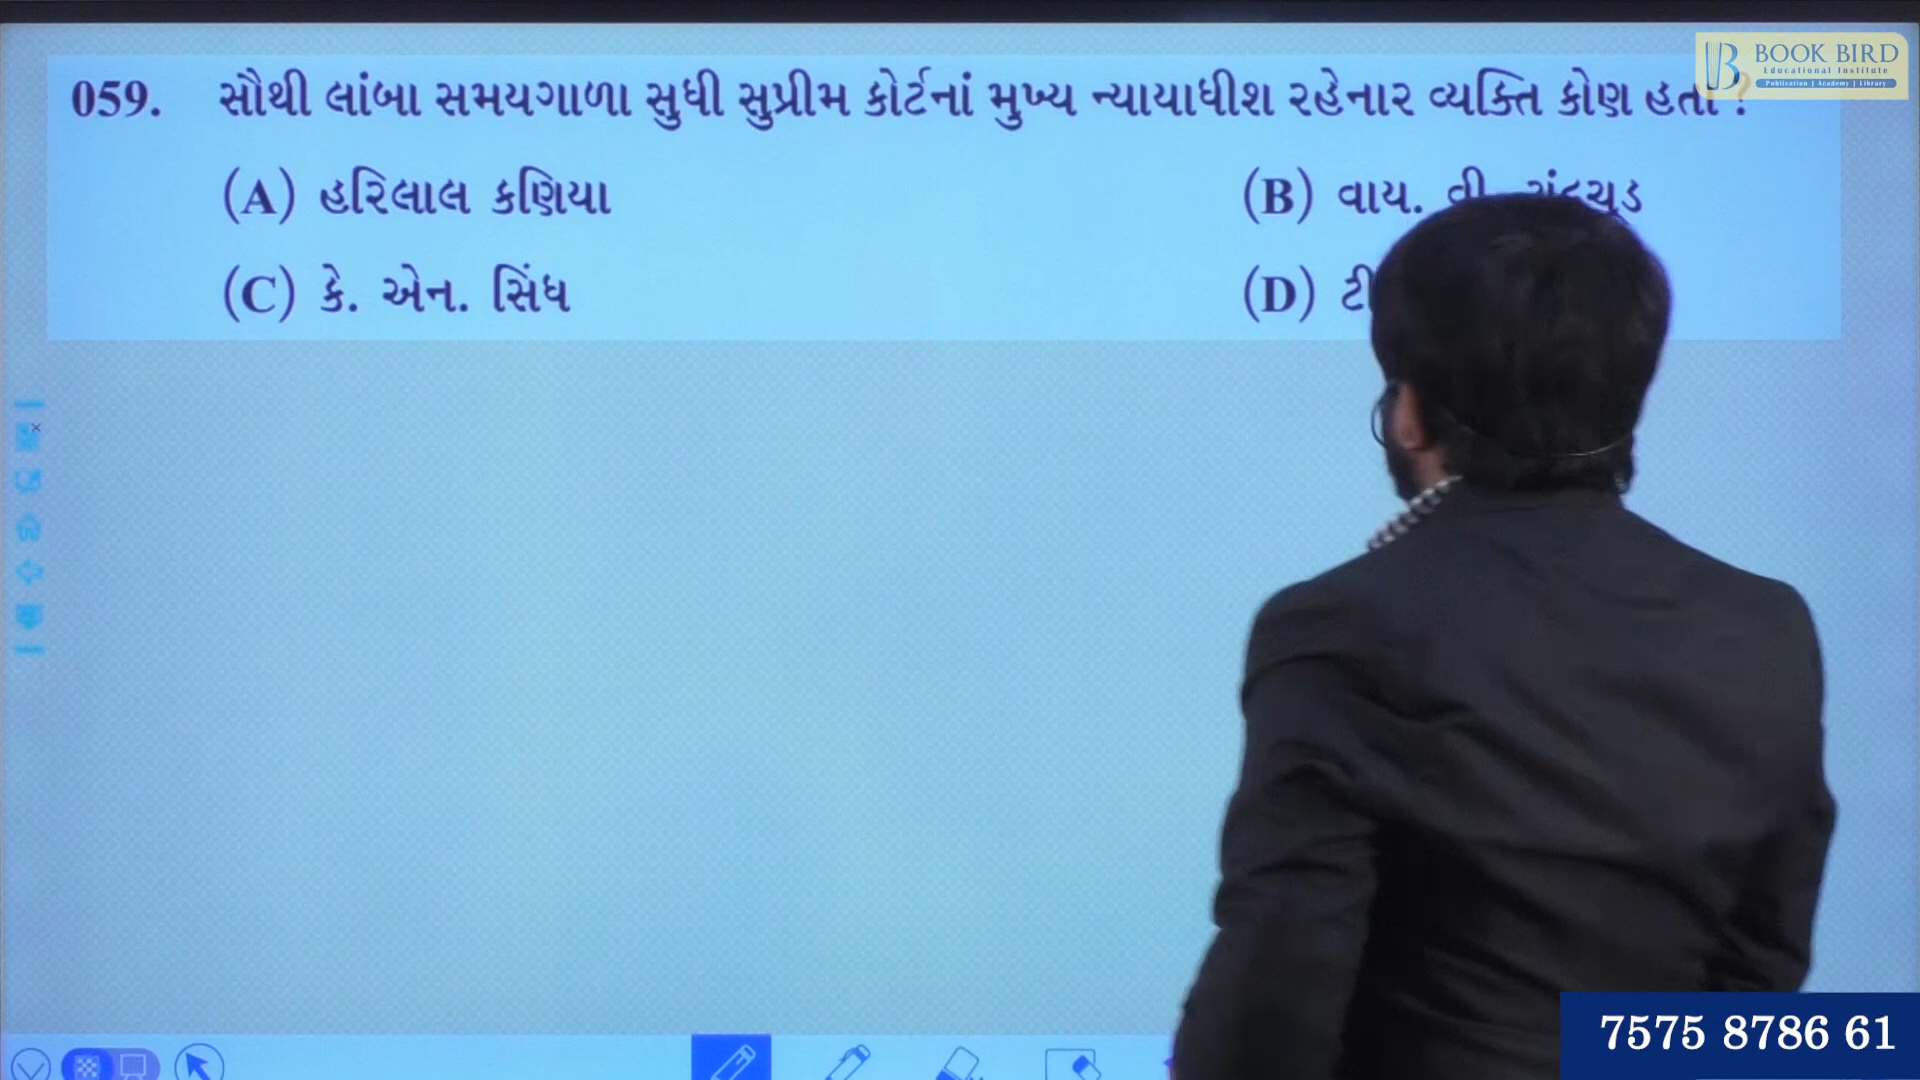 BOOK BIRD
Educational Institute
Publication | Academy | Library
059. સૌથી લાંબા સમયગાળા સુધી સુપ્રીમ કોર્ટનાં મુખ્ય ન્યાયાધીશ રહેનાર વ્યક્તિ કોણ હતા ?
(A) હરિલાલ કણિયા (B) વાય. વી. ચંદ્રચૂડ
(C) કે. એન. સિંઘ (D)
7575 8786 61